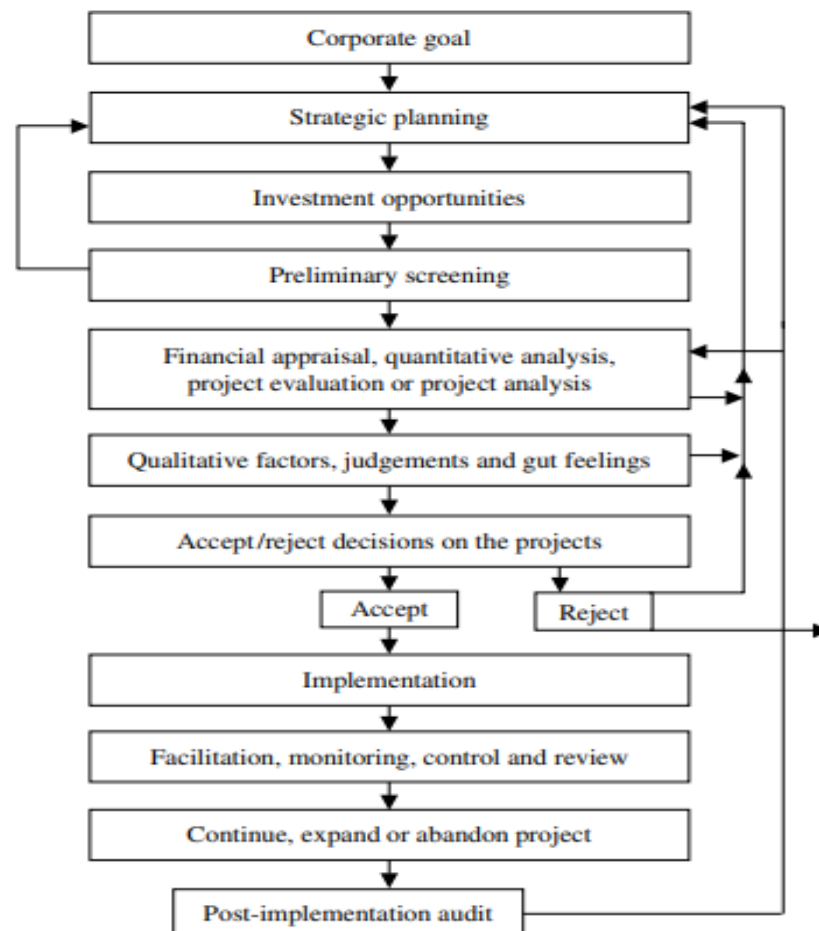 Corporate goal
Strategic planning
Investment opportunities
Preliminary screening
Financial appraisal, quantitative analysis,
project evaluation or project analysis
Qualitative factors, judgements and gut feelings
Accept/reject decisions on the projects
Accept
Reject
Implementation
Facilitation, monitoring, control and review
Continue, expand or abandon project
Post-implementation audit